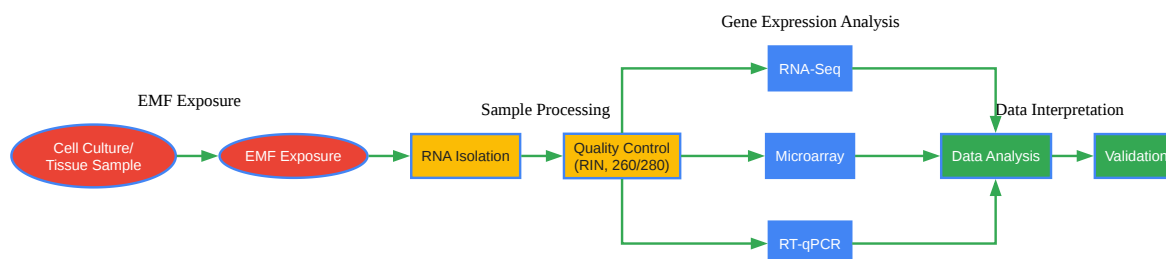 Gene Expression Analysis
RNA-Seq
EMF Exposure
Sample Processing
Data Interpretation
Cell Culture/
Tissue Sample
EMF Exposure
RNA Isolation
Quality Control
(RIN, 260/280)
Microarray
Data Analysis
Validation
RT-qPCR